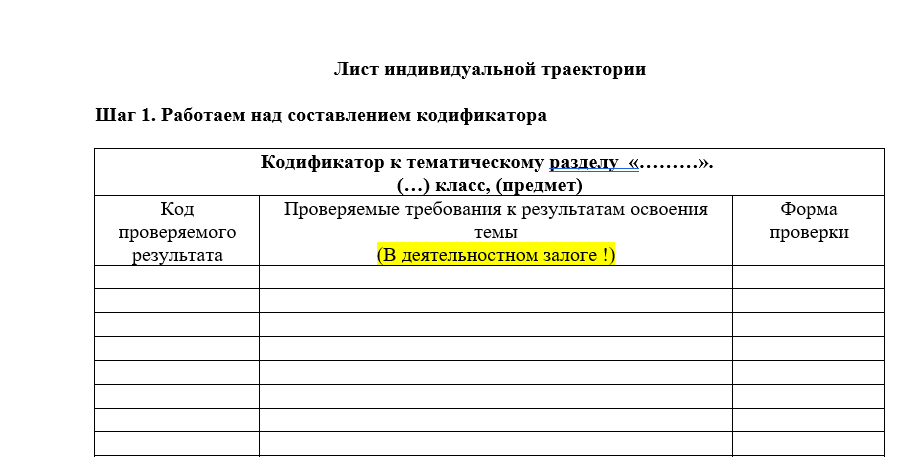 Лист индивидуальной траектории
Шаг 1. Работаем над составлением кодификатора
Кодификатор к тематическому разделу «………».
(…) класс, (предмет)
Код
проверяемого
результата
Проверяемые требования к результатам освоения
темы
(В деятельностном залоге !)
Форма
проверки